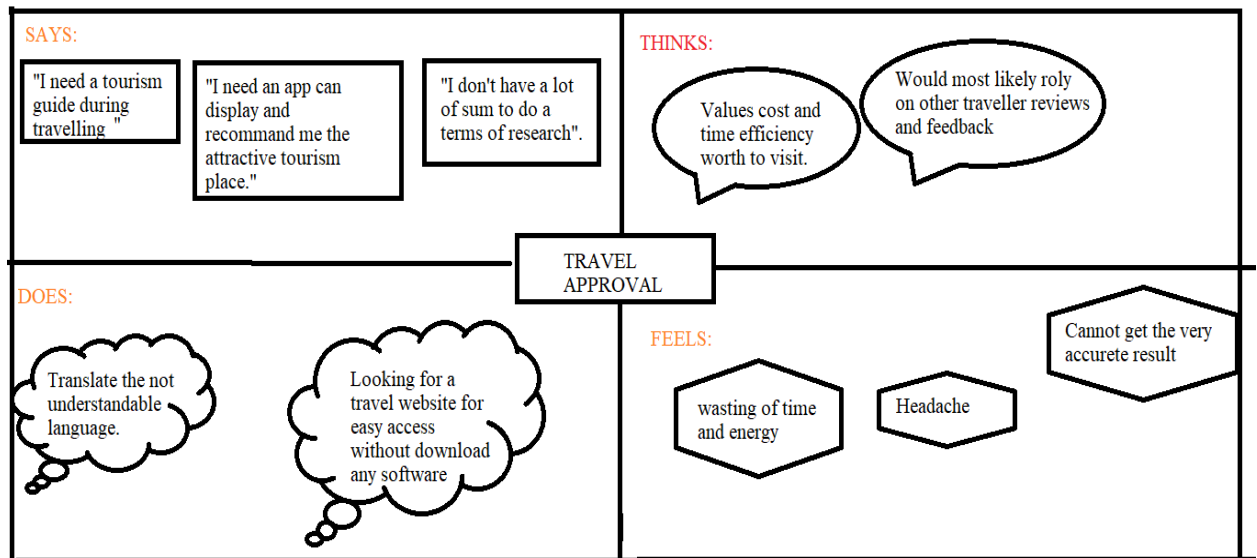 SAYS:
"I need a tourism
guide during
travelling "
"I need an app can
display and
recommand me the
attractive tourism
place."
"I don't have a lot
of sum to do a
terms of research".
THINKS:
Values cost and
time efficiency
worth to visit.
Would most likely roly
on other traveller reviews
and feedback
TRAVEL
APPROVAL
DOES:
Translate the not
understandable
language.
Looking for a
travel website for
easy access
without download
any software
FEELS:
wasting of time
and energy
Headache
Cannot get the very
accurete result